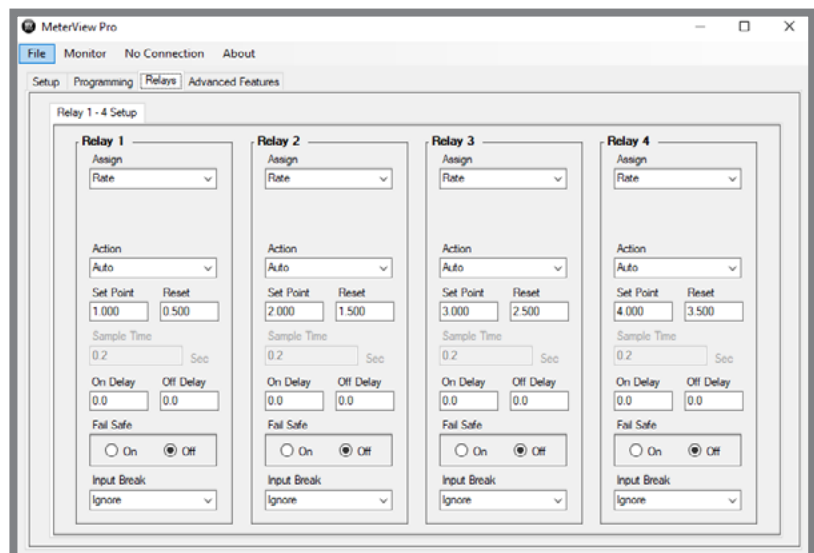 MeterView Pro
File Monitor No Connection About
Setup Programming Relays Advanced Features
Relay 1 - 4 Setup
Relay 1
Assign
Rate
Action
Auto
Set Point Reset
1.000 0.500
Sample Time
0.2 Sec
On Delay Off Delay
0.0 0.0
Fail Safe
On Off
Input Break
Ignore
Relay 2
Assign
Rate
Action
Auto
Set Point Reset
2.000 1.500
Sample Time
0.2 Sec
On Delay Off Delay
0.0 0.0
Fail Safe
On Off
Input Break
Ignore
Relay 3
Assign
Rate
Action
Auto
Set Point Reset
3.000 2.500
Sample Time
0.2 Sec
On Delay Off Delay
0.0 0.0
Fail Safe
On Off
Input Break
Ignore
Relay 4
Assign
Rate
Action
Auto
Set Point Reset
4.000 3.500
Sample Time
0.2 Sec
On Delay Off Delay
0.0 0.0
Fail Safe
On Off
Input Break
Ignore